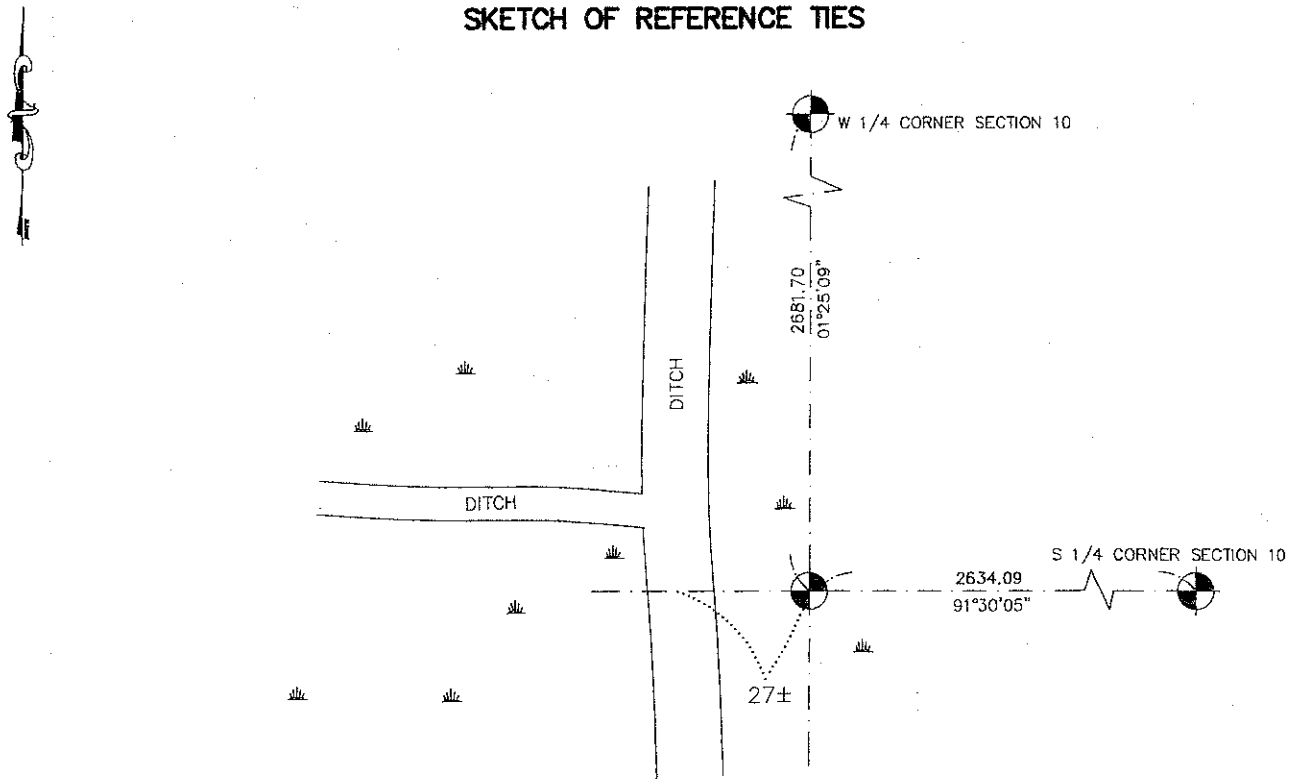 SKETCH OF REFERENCE TIES
W 1/4 CORNER SECTION 10
2681.70
01°25'09"
DITCH
DITCH
S 1/4 CORNER SECTION 10
2634.09
91°30'05"
27±